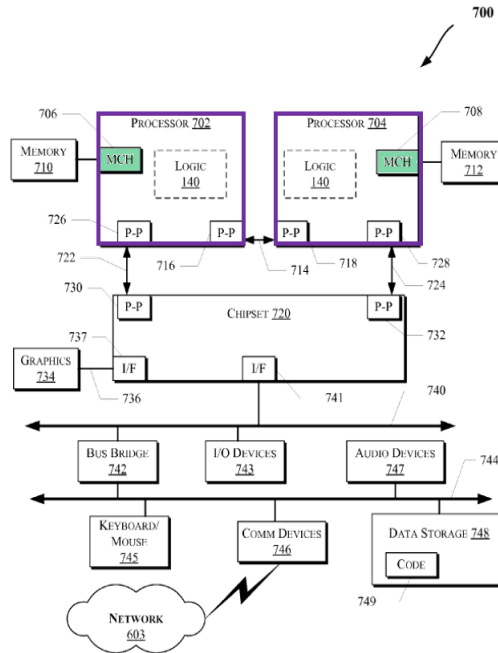 700
706
708
PROCESSOR 702
PROCESSOR 704
MEMORY
710
MCH
LOGIC
140
LOGIC
140
MCH
MEMORY
712
726
P-P
P-P
P-P
P-P
722
716
714
718
728
724
730
P-P
CHIPSET 720
P-P
732
737
GRAPHICS
734
I/F
I/F
736
741
740
BUS BRIDGE
742
I/O DEVICES
743
AUDIO DEVICES
747
744
KEYBOARD/
MOUSE
745
COMM DEVICES
746
DATA STORAGE 748
CODE
749
NETWORK
603